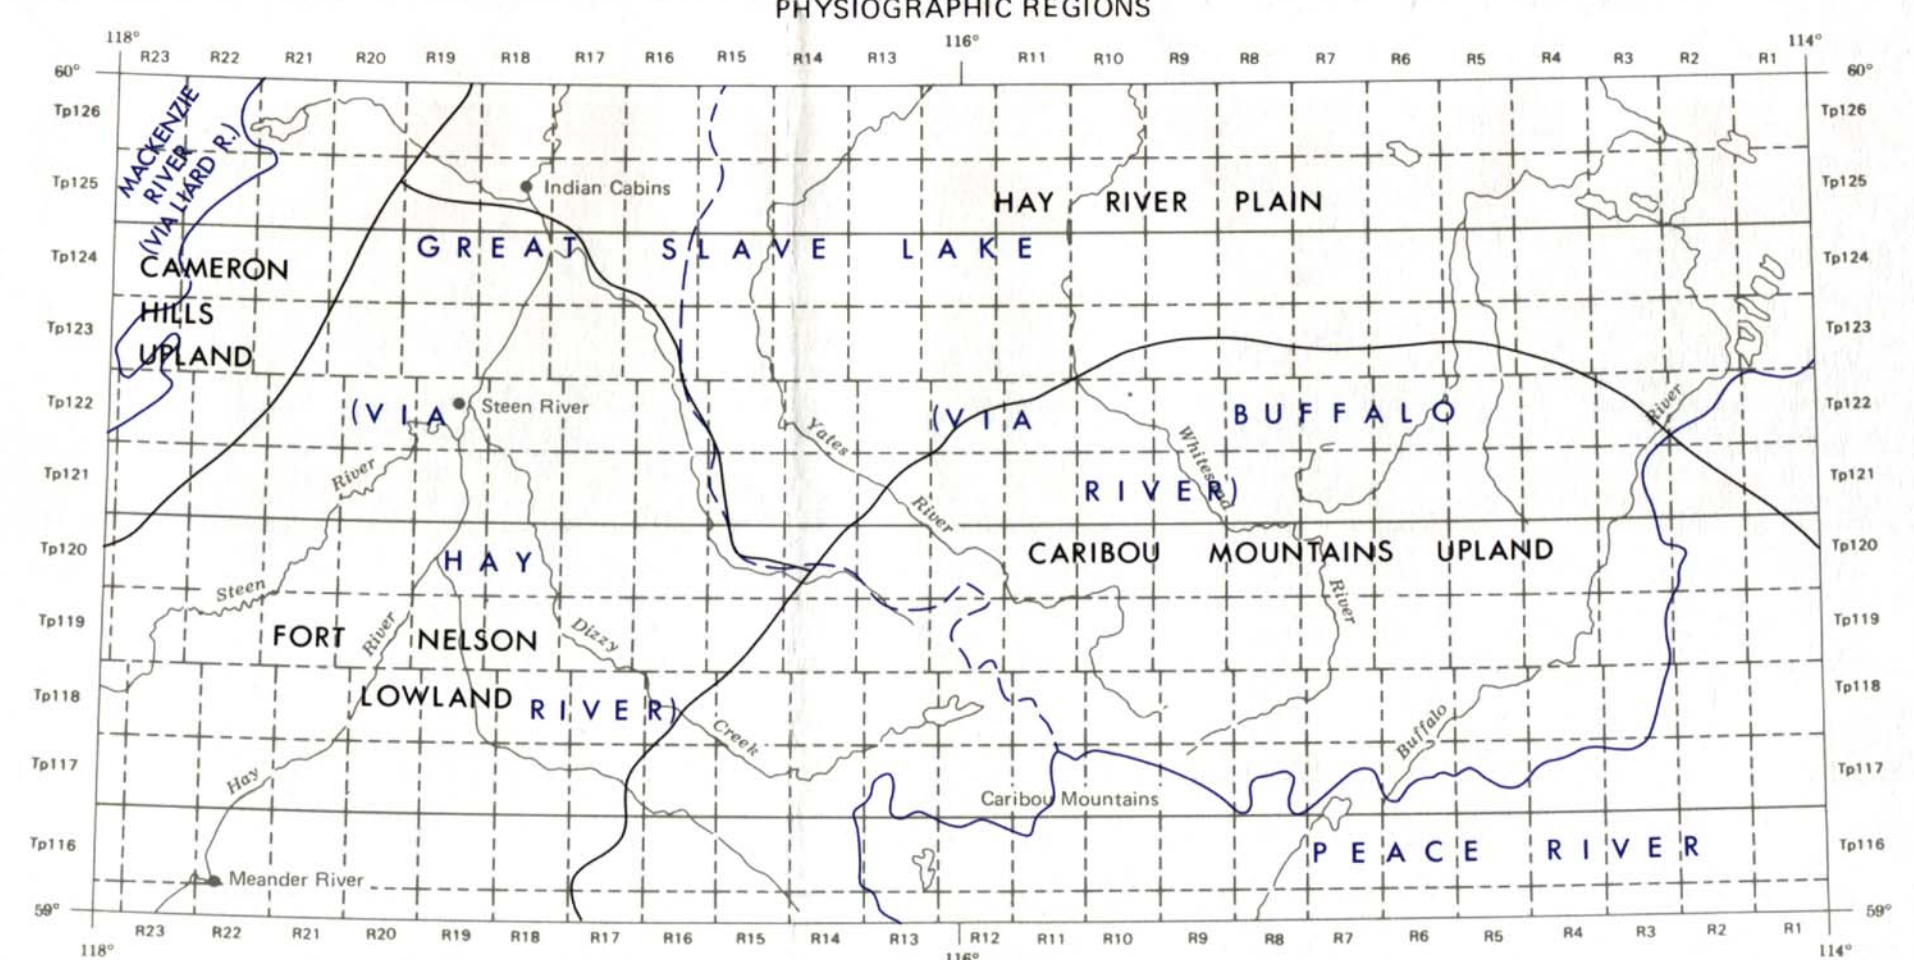 PHYSIOGRAPHIC REGIONS
118° 116° 114°
R23 R22 R21 R20 R19 R18 R17 R16 R15 R14 R13 R11 R10 R9 R8 R7 R6 R5 R4 R3 R2 R1
60° 60°
Tp126 Tp126
MACKENZIE
RIVER
(VIA LIARD R.)
Tp125 Indian Cabins Tp125
HAY RIVER PLAIN
GREAT SLAVE LAKE
Tp124 Tp124
CAMERON
HILLS
UPLAND
Tp123 Tp123
Tp122 Tp122
(VIA Steen River (VIA BUFFALO River
Yates Whitesand
Tp121 River Tp121
RIVER)
River
Tp120 Tp120
HAY CARIBOU MOUNTAINS UPLAND
Steen River
Tp119 Tp119
FORT NELSON River Dizzy
Tp118 Tp118
LOWLAND RIVER)
Creek Buffalo
Tp117 Tp117
Hay
Caribou Mountains
Tp116 PEACE RIVER Tp116
Meander River
59° 59°
R23 R22 R21 R20 R19 R18 R17 R16 R15 R14 R13 R12 R11 R10 R9 R8 R7 R6 R5 R4 R3 R2 R1
118° 116° 114°